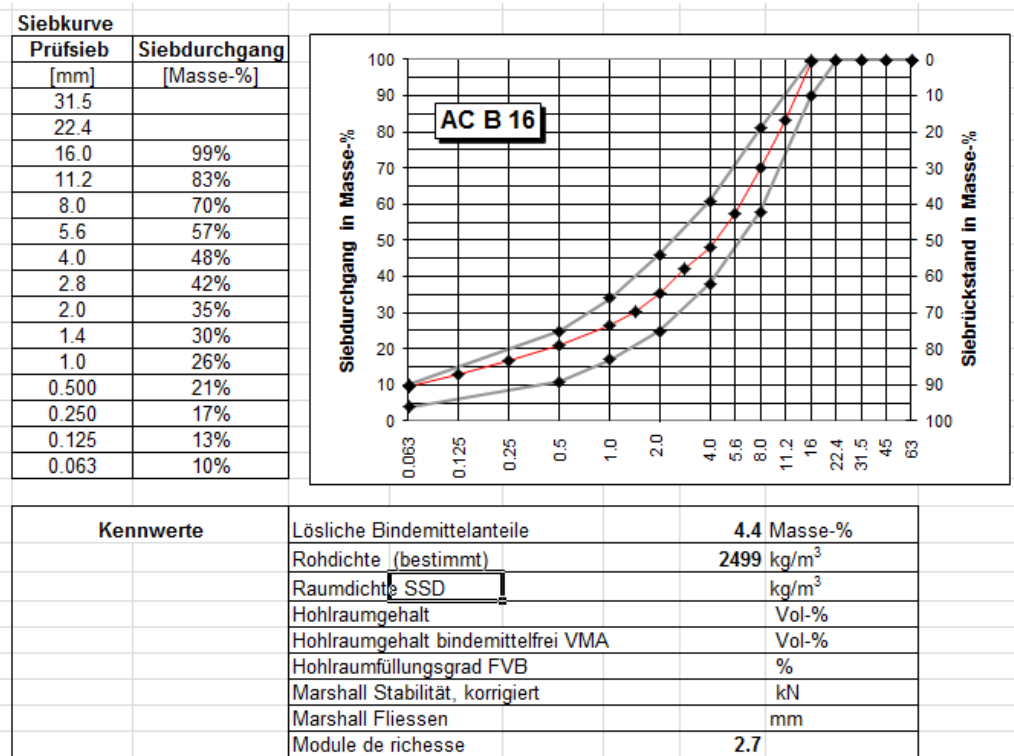 Siebkurve
Prüfsieb Siebdurchgang
[mm] [Masse-%]
31.5
22.4
16.0 99%
11.2 83%
8.0 70%
5.6 57%
4.0 48%
2.8 42%
2.0 35%
1.4 30%
1.0 26%
0.500 21%
0.250 17%
0.125 13%
0.063 10%
AC B 16
Siebdurchgang in Masse-%
100
90
80
70
60
50
40
30
20
10
0
0
10
20
30
40
50
60
70
80
90
100
Siebrückstand in Masse-%
0.063 0.125 0.25 0.5 1.0 2.0 4.0 5.6 8.0 11.2 16 22.4 31.5 45 63
Kennwerte
Lösliche Bindemittelanteile 4.4 Masse-%
Rohdichte (bestimmt) 2499 kg/m³
Raumdichte SSD kg/m³
Hohlraumgehalt Vol-%
Hohlraumgehalt bindemittelfrei VMA Vol-%
Hohlraumfüllungsgrad FVB %
Marshall Stabilität, korrigiert kN
Marshall Fliessen mm
Module de richesse 2.7